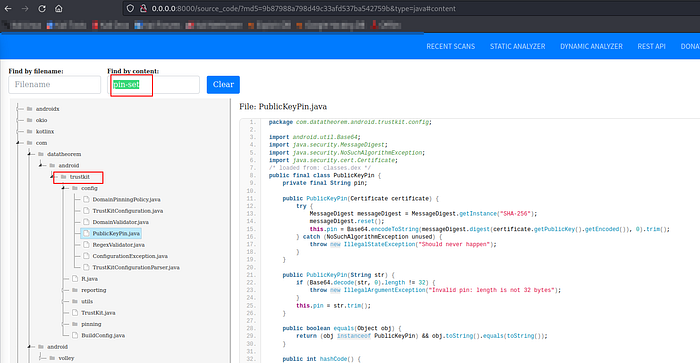 0.0.0.0:8000/source_code/?md5=9b87988a798d49c33afd537ba542759b&type=java#content
RECENT SCANS STATIC ANALYZER DYNAMIC ANALYZER REST API DONA
Find by filename: Find by content:
Filename pin-set Clear
androidx
okio
kotlinx
com
datatheorem
android
trustkit
config
DomainPinningPolicy.java
TrustKitConfiguration.java
DomainValidator.java
PublicKeyPin.java
RegexValidator.java
ConfigurationException.java
TrustKitConfigurationParser.java
R.java
reporting
utils
TrustKit.java
pinning
BuildConfig.java
android
volley
File: PublicKeyPin.java
1. package com.datatheorem.android.trustkit.config;
2.
3. import android.util.Base64;
4. import java.security.MessageDigest;
5. import java.security.NoSuchAlgorithmException;
6. import java.security.cert.Certificate;
7. /* loaded from: classes.dex */
8. public final class PublicKeyPin {
9. private final String pin;
10.
11. public PublicKeyPin(Certificate certificate) {
12. try {
13. MessageDigest messageDigest = MessageDigest.getInstance("SHA-256");
14. messageDigest.reset();
15. this.pin = Base64.encodeToString(messageDigest.digest(certificate.getPublicKey().getEncoded()), 0).trim();
16. } catch (NoSuchAlgorithmException unused) {
17. throw new IllegalStateException("Should never happen");
18. }
19. }
20.
21. public PublicKeyPin(String str) {
22. if (Base64.decode(str, 0).length != 32) {
23. throw new IllegalArgumentException("Invalid pin: length is not 32 bytes");
24. }
25. this.pin = str.trim();
26. }
27.
28. public boolean equals(Object obj) {
29. return (obj instanceof PublicKeyPin) && obj.toString().equals(toString());
30. }
31.
32. public int hashCode() {